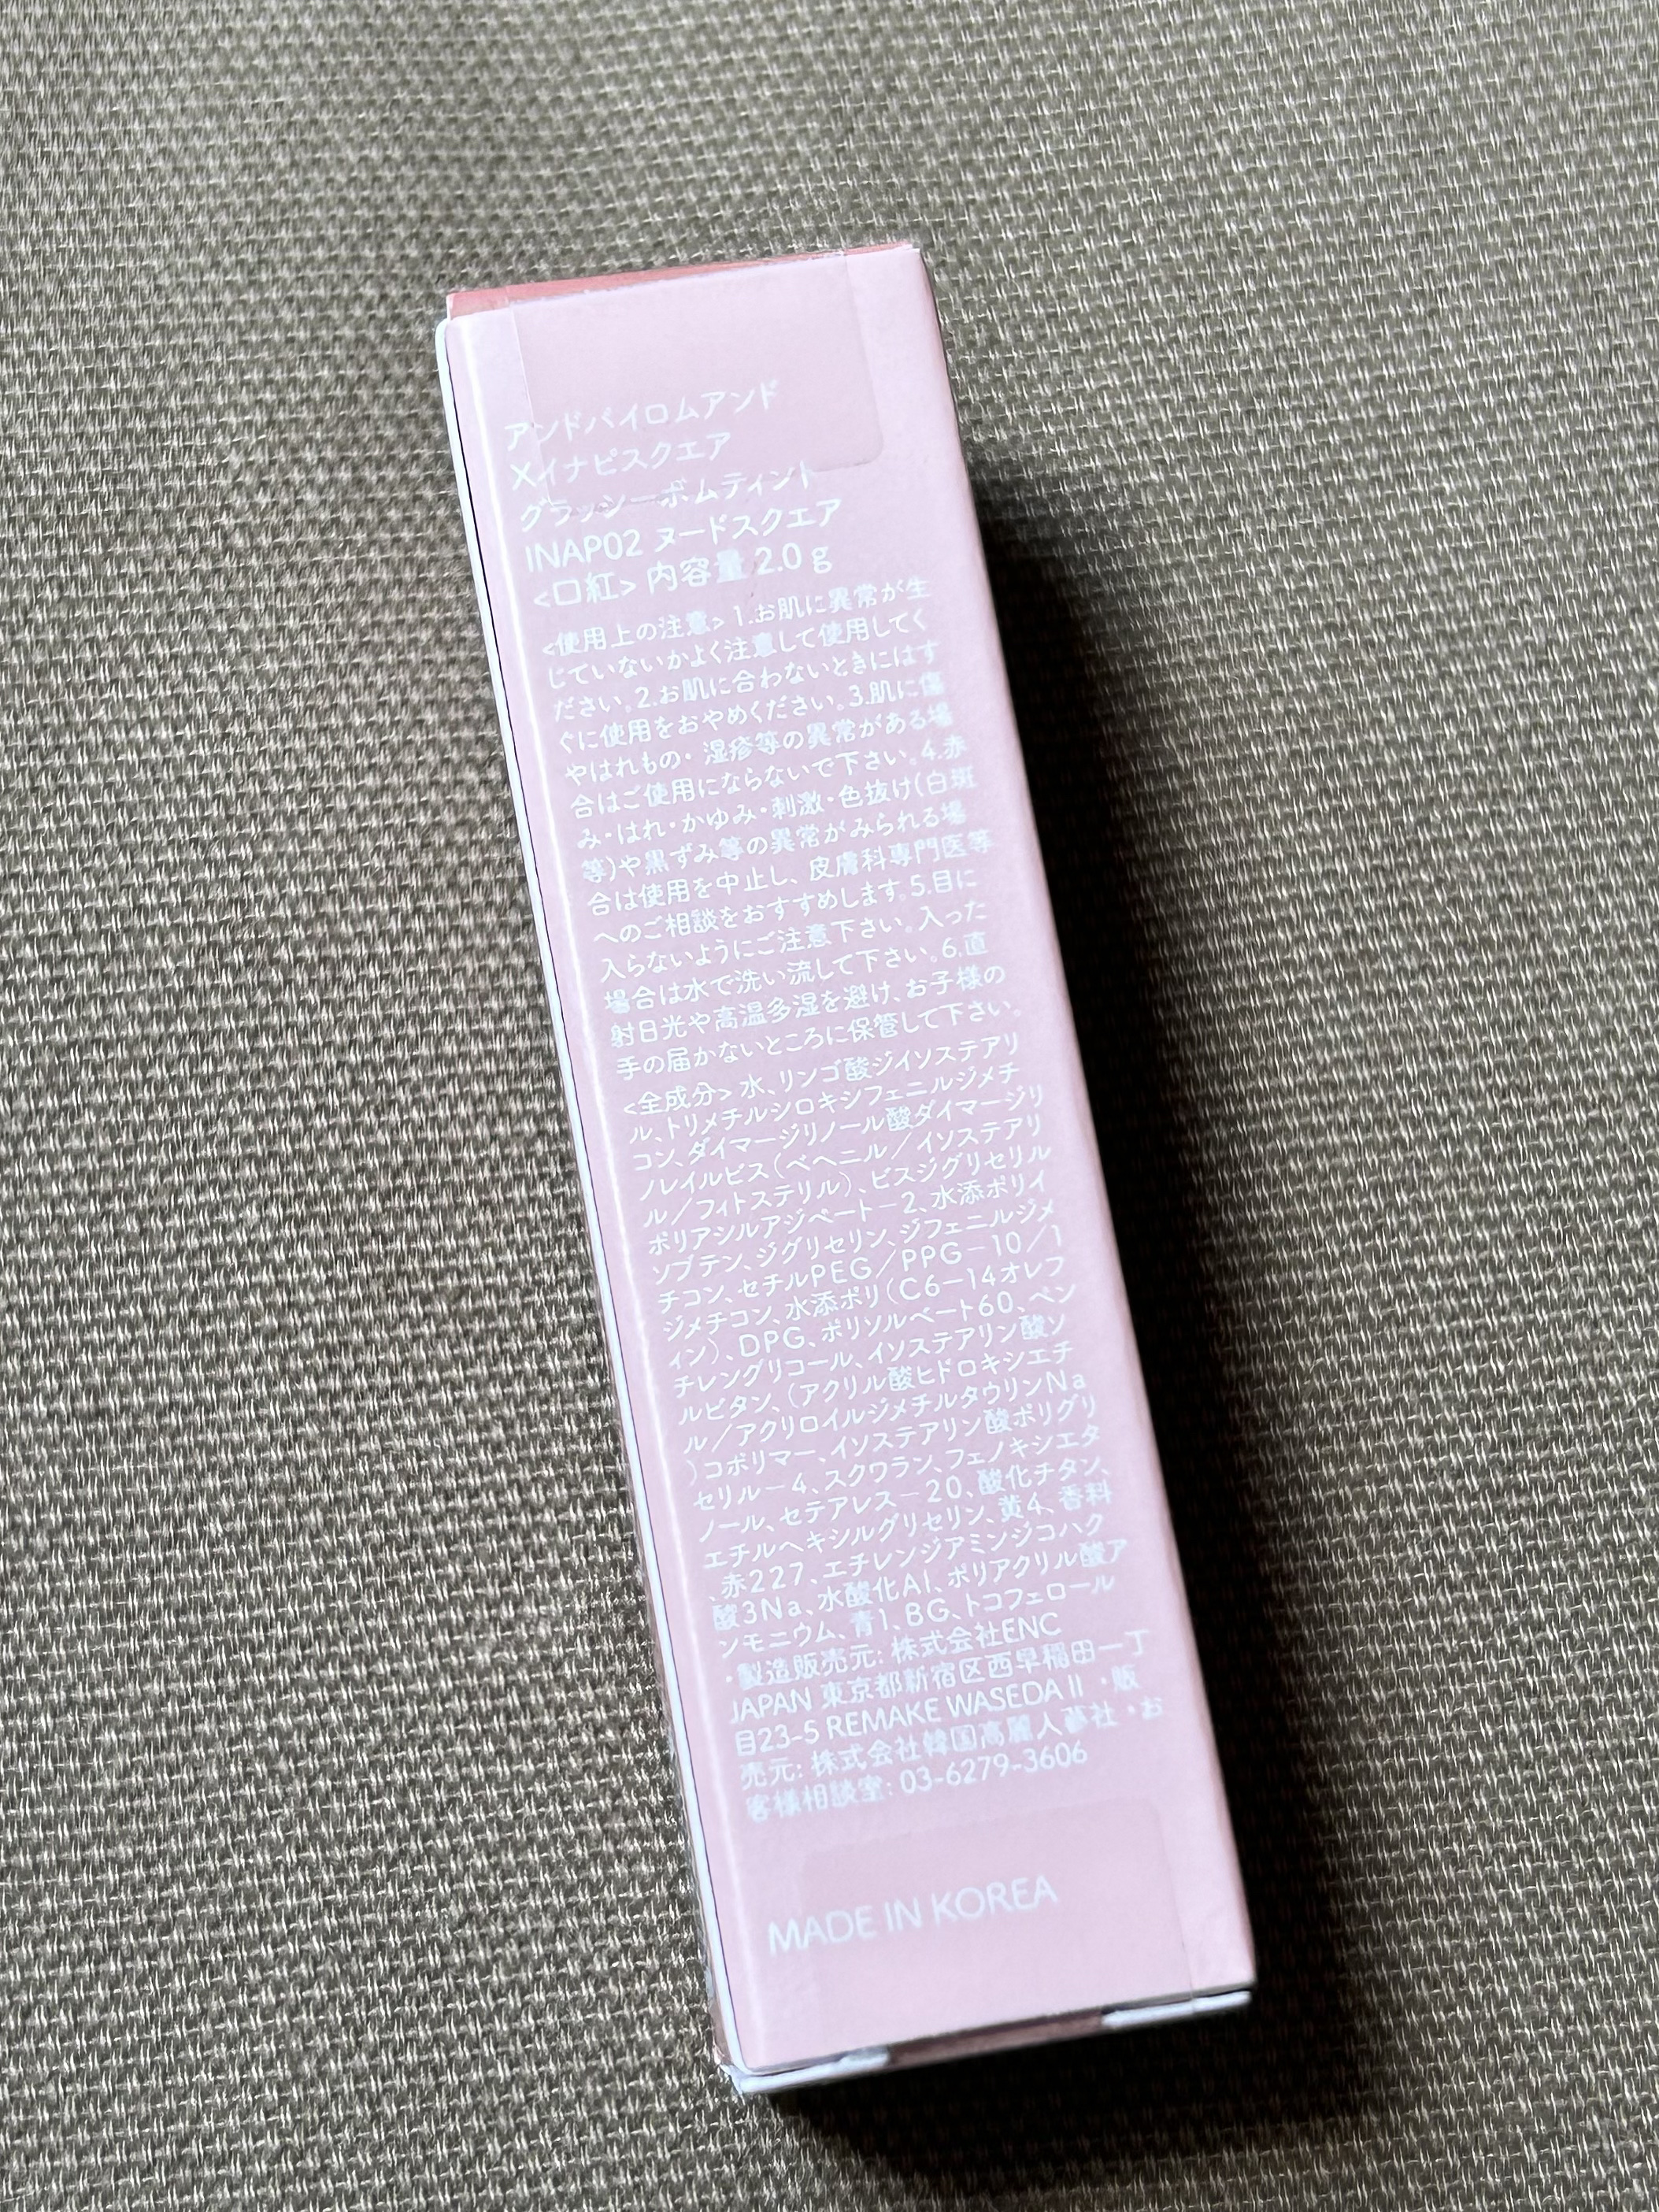 アンドバイロムアンド
×イナピスクエア
グラッシーボムティント
INAP02 ヌードスクエア
<口紅> 内容量 2.0 g
<使用上の注意> 1.お肌に異常が生
じていないかよく注意して使用してく
ださい。2.お肌に合わないときにはす
ぐに使用をおやめください。3.肌に傷
やはれもの・湿疹等の異常がある場
合はご使用にならないで下さい。4.赤
み・はれ・かゆみ・刺激・色抜け(白斑
等)や黒ずみ等の異常がみられる場
合は使用を中止し、皮膚科専門医等
へのご相談をおすすめします。5.目に
入らないようにご注意下さい。入った
場合は水で洗い流して下さい。6.直
射日光や高温多湿を避け、お子様の
手の届かないところに保管して下さい。
<全成分> 水、リンゴ酸ジイソステアリ
ル、トリメチルシロキシフェニルジメチ
コン、ダイマージリノール酸ダイマージリ
ノレイルビス(ベヘニル/イソステアリ
ル/フィトステリル)、ビスジグリセリル
ポリアシルアジペート-2、水添ポリイ
ソブテン、ジグリセリン、ジフェニルジメ
チコン、セチルPEG/PPG-10/1
ジメチコン、水添ポリ(C6-14オレフ
ィン)、DPG、ポリソルベート60、ペン
チレングリコール、イソステアリン酸ソ
ルビタン、(アクリル酸ヒドロキシエチ
ル/アクリロイルジメチルタウリンNa
)コポリマー、イソステアリン酸ポリグリ
セリル-4、スクワラン、フェノキシエタ
ノール、セテアレス-20、酸化チタン、
エチルヘキシルグリセリン、黄4、香料
、赤227、エチレンジアミンジコハク
酸3Na、水酸化Al、ポリアクリル酸ア
ンモニウム、青1、BG、トコフェロール
・製造販売元: 株式会社ENC
JAPAN 東京都新宿区西早稲田一丁
目23-5 REMAKE WASEDAⅡ ・販
売元: 株式会社韓国高麗人蔘社 ・お
客様相談室: 03-6279-3606
MADE IN KOREA